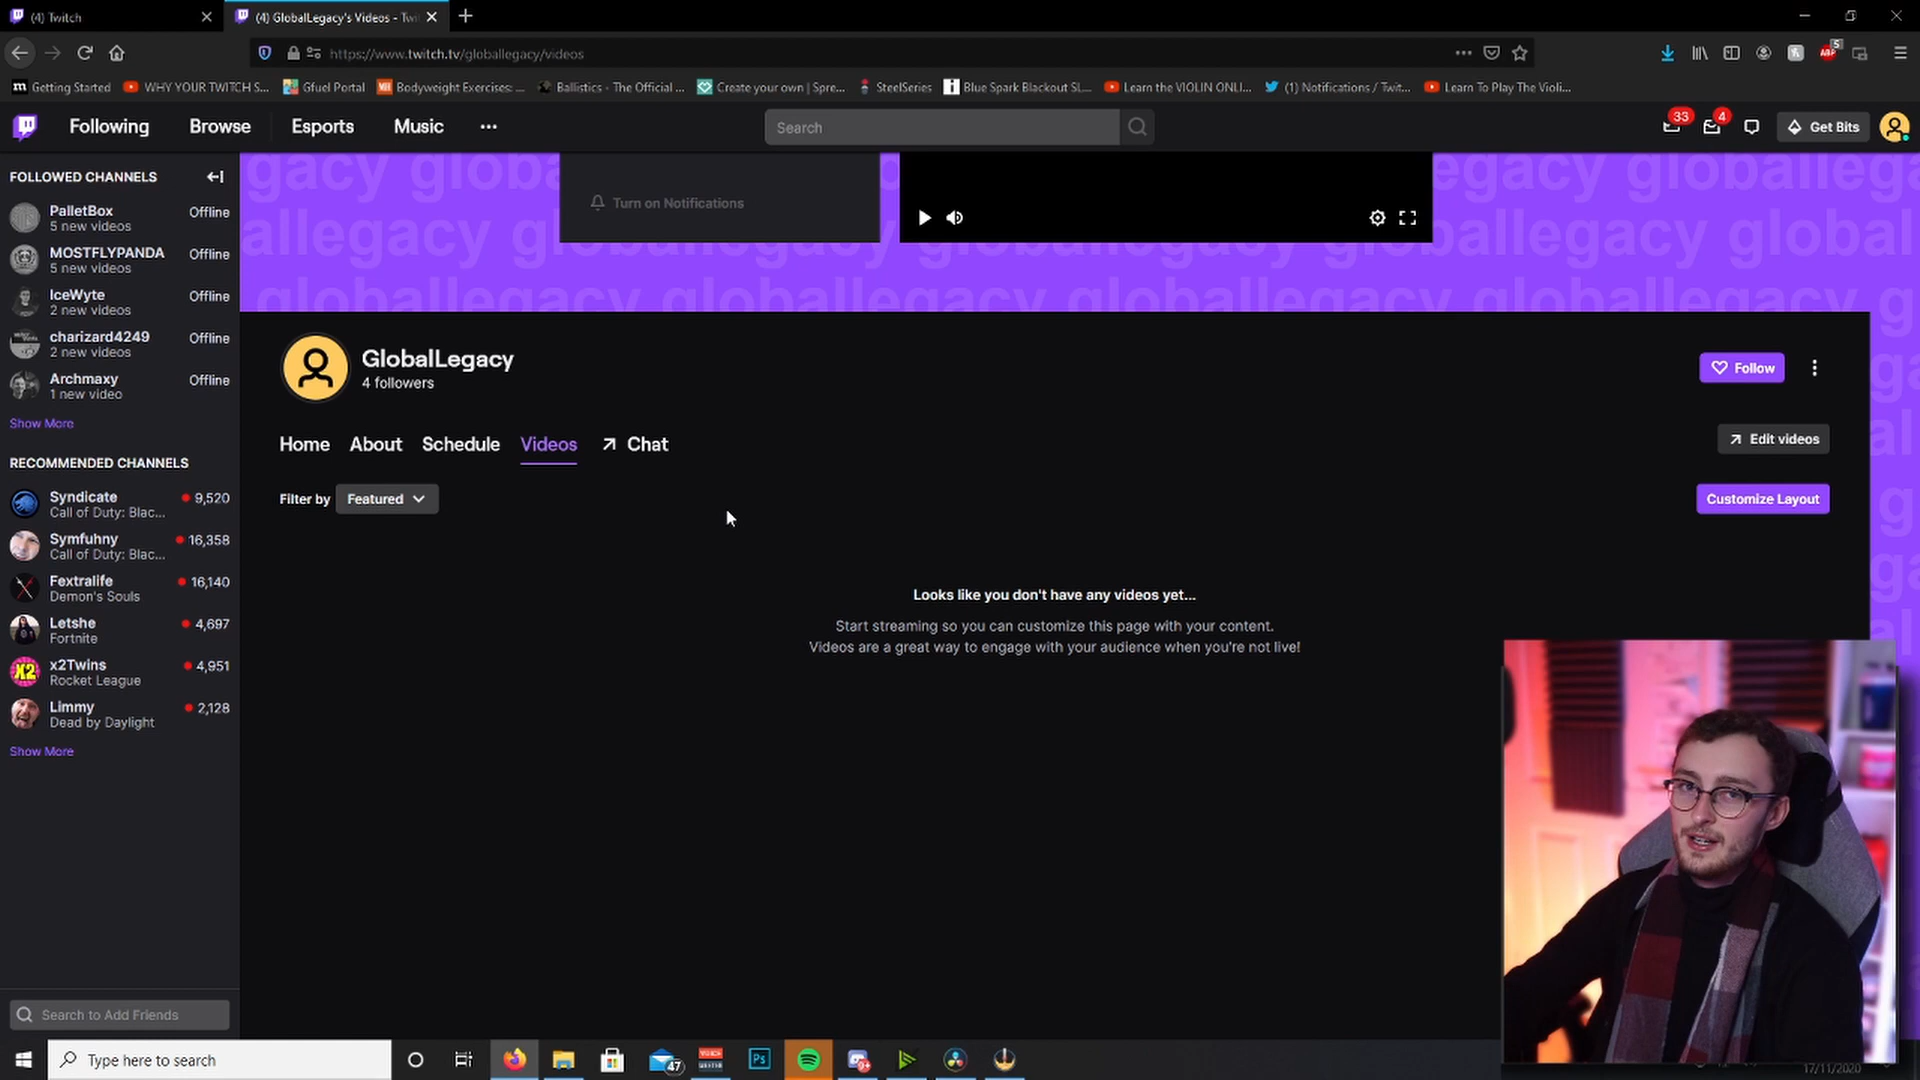 (4) Twitch
(4) GlobalLegacy's Videos - Twi
https://www.twitch.tv/globallegacy/videos
Getting Started
WHY YOUR TWITCH S...
Gfuel Portal
Bodyweight Exercises: ...
Ballistics - The Official ...
Create your own | Spre...
SteelSeries
Blue Spark Blackout SL...
Learn the VIOLIN ONLI...
(1) Notifications / Twit...
Learn To Play The Violi...
Following
Browse
Esports
Music
Search
33
4
Get Bits
FOLLOWED CHANNELS
PalletBox
Offline
5 new videos
MOSTFLYPANDA
Offline
5 new videos
IceWyte
Offline
2 new videos
charizard4249
Offline
2 new videos
Archmaxy
Offline
1 new video
Show More
RECOMMENDED CHANNELS
Syndicate
9,520
Call of Duty: Blac...
Symfuhny
16,358
Call of Duty: Blac...
Fextralife
16,140
Demon's Souls
Letshe
4,697
Fortnite
x2Twins
4,951
Rocket League
Limmy
2,128
Dead by Daylight
Show More
Search to Add Friends
Turn on Notifications
GlobalLegacy
4 followers
Follow
Home
About
Schedule
Videos
Chat
Edit videos
Filter by
Featured
Customize Layout
Looks like you don't have any videos yet...
Start streaming so you can customize this page with your content.
Videos are a great way to engage with your audience when you're not live!
Type here to search
47
Ps
17/11/2020